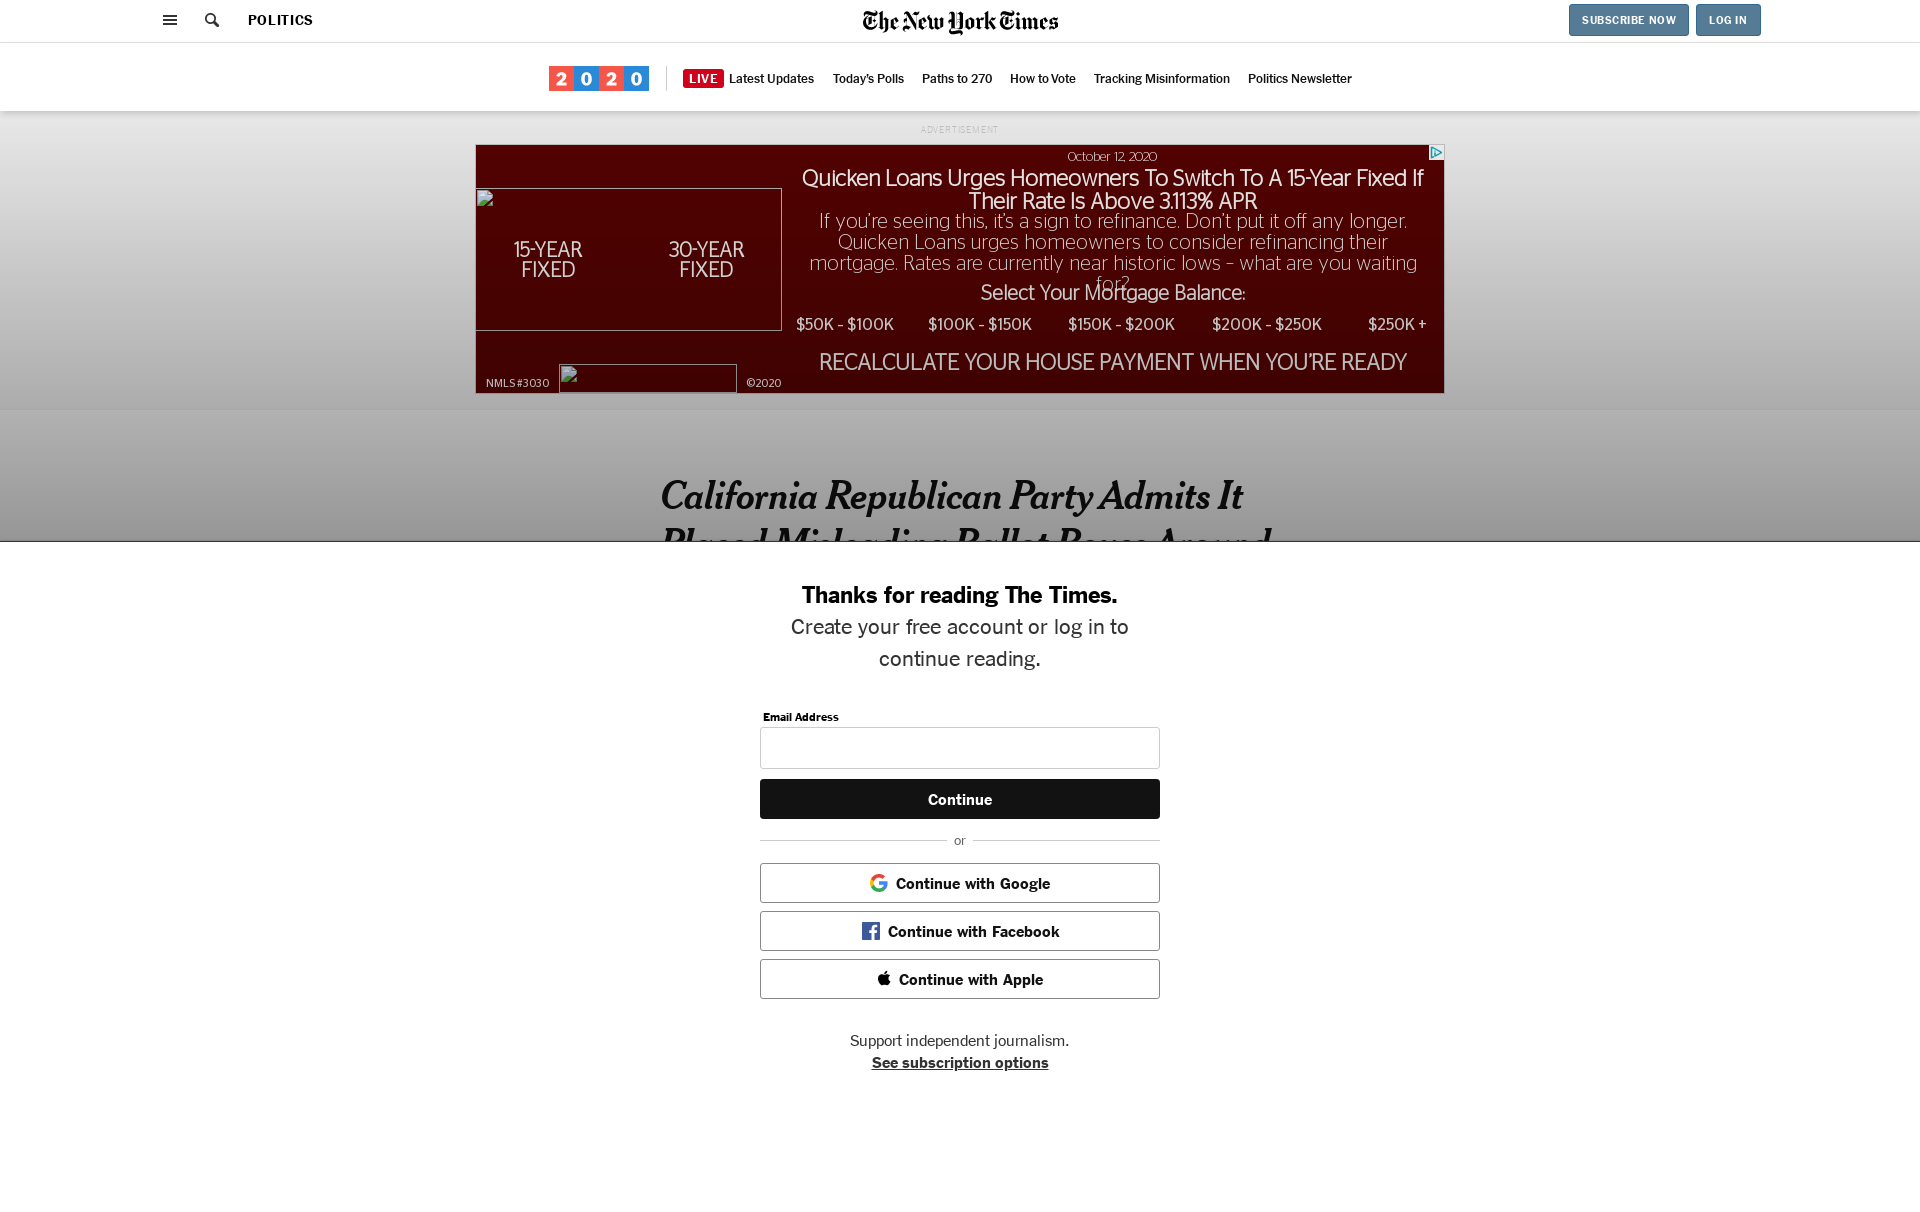 POLITICS
The New York Times
SUBSCRIBE NOW
LOG IN
2020
LIVE Latest Updates
Today's Polls
Paths to 270
How to Vote
Tracking Misinformation
Politics Newsletter
ADVERTISEMENT
October 12, 2020
Quicken Loans Urges Homeowners To Switch To A 15-Year Fixed If
Their Rate Is Above 3.113% APR
If you're seeing this, it's a sign to refinance. Don't put it off any longer.
Quicken Loans urges homeowners to consider refinancing their
mortgage. Rates are currently near historic lows – what are you waiting
for?
15-YEAR
FIXED
30-YEAR
FIXED
Select Your Mortgage Balance:
$50K - $100K
$100K - $150K
$150K - $200K
$200K - $250K
$250K +
RECALCULATE YOUR HOUSE PAYMENT WHEN YOU'RE READY
NMLS #3030
©2020
California Republican Party Admits It
Placed Misleading Ballot Boxes Around
Thanks for reading The Times.
Create your free account or log in to
continue reading.
Email Address
Continue
or
Continue with Google
Continue with Facebook
Continue with Apple
Support independent journalism.
See subscription options